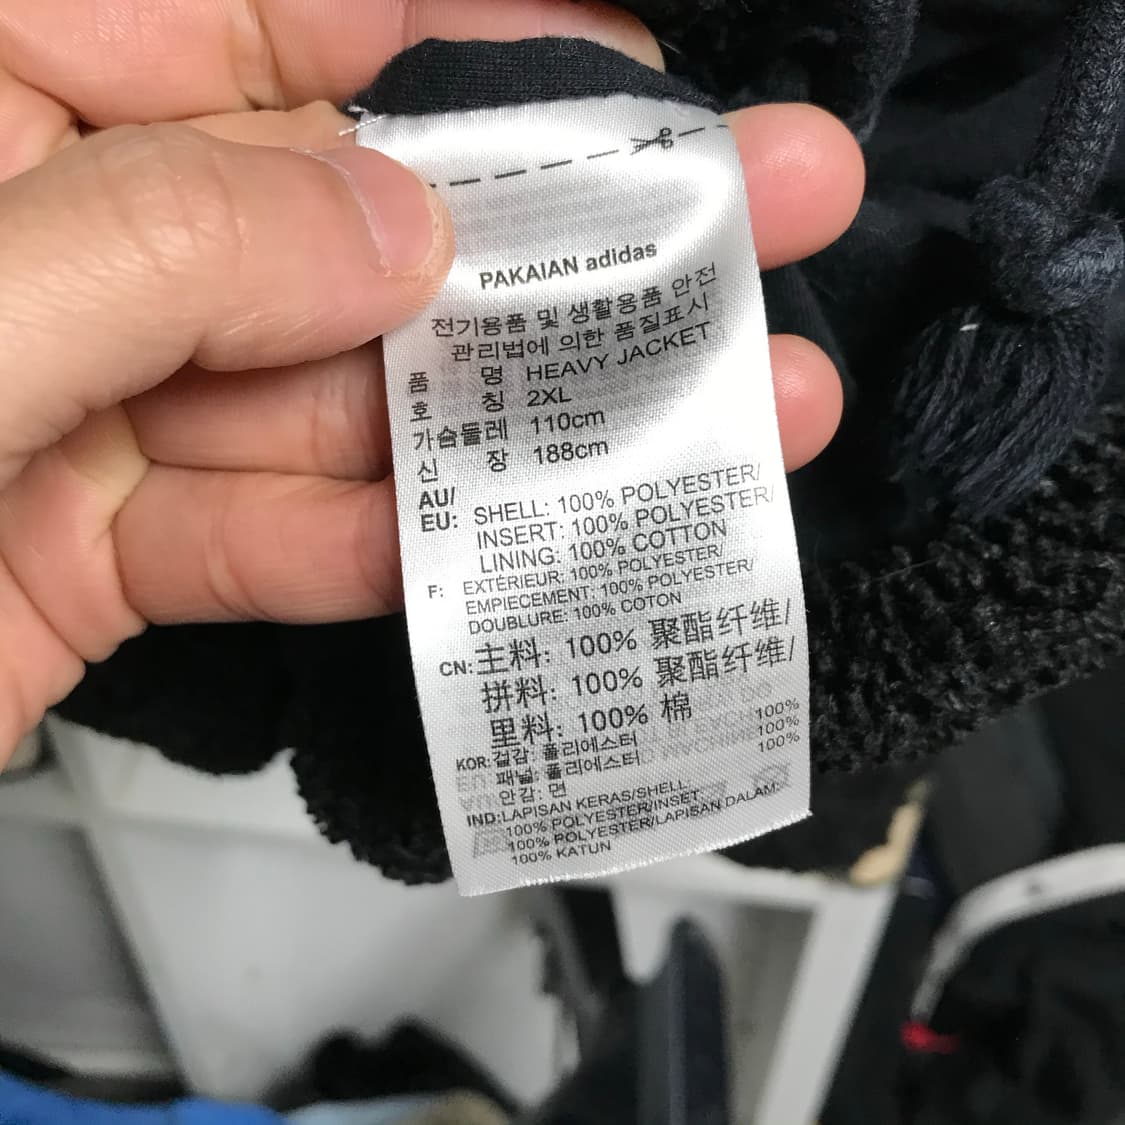 PAKAIAN adidas
전기용품 및 생활용품 안전
관리법에 의한 품질표시
품 명 HEAVY JACKET
호 칭 2XL
가슴둘레 110cm
신 장 188cm
AU/
EU: SHELL: 100% POLYESTER/
INSERT: 100% POLYESTER/
LINING: 100% COTTON
F: EXTÉRIEUR: 100% POLYESTER/
EMPIECEMENT: 100% POLYESTER/
DOUBLURE: 100% COTON
CN: 主料: 100% 聚酯纤维/
拼料: 100% 聚酯纤维/
里料: 100% 棉
KOR: 겉감: 폴리에스터 100%
패널: 폴리에스터 100%
안감: 면 100%
IND:LAPISAN KERAS/SHELL:
100% POLYESTER/INSET:
100% POLYESTER/LAPISAN DALAM:
100% KATUN